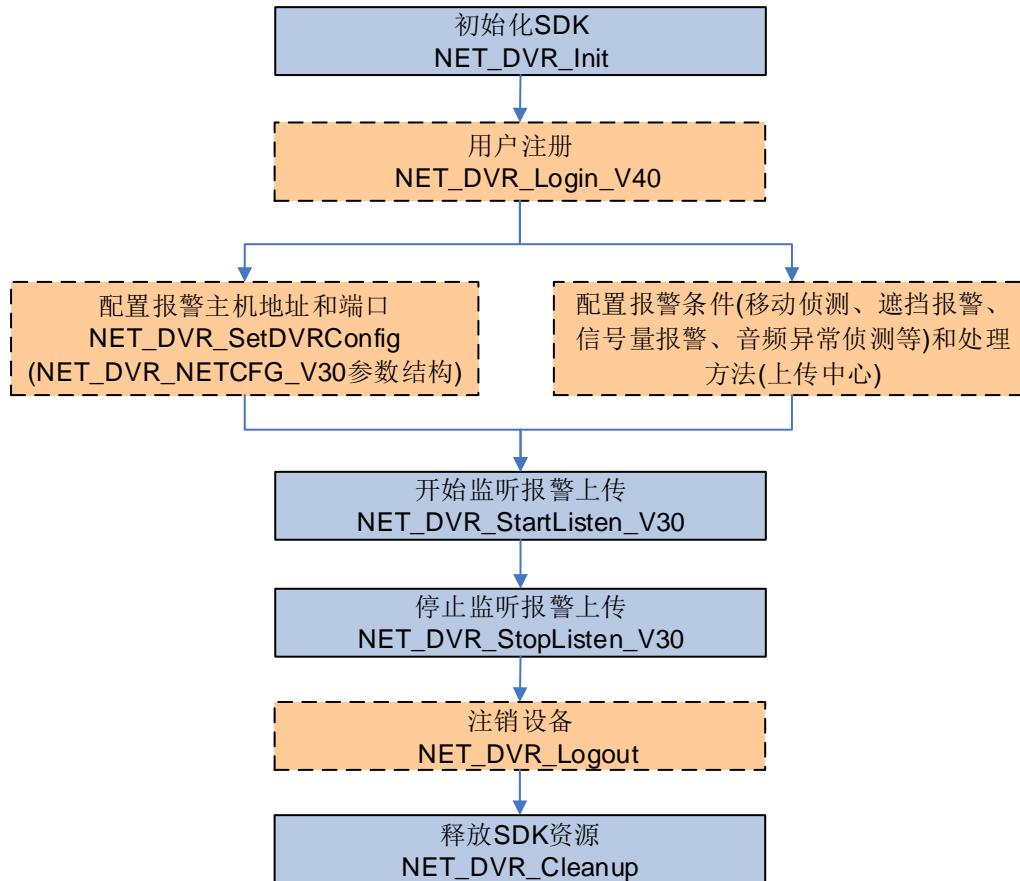 初始化SDK
NET_DVR_Init
用户注册
NET_DVR_Login_V40
配置报警主机地址和端口
NET_DVR_SetDVRConfig
(NET_DVR_NETCFG_V30参数结构)
配置报警条件(移动侦测、遮挡报警、
信号量报警、音频异常侦测等)和处理
方法(上传中心)
开始监听报警上传
NET_DVR_StartListen_V30
停止监听报警上传
NET_DVR_StopListen_V30
注销设备
NET_DVR_Logout
释放SDK资源
NET_DVR_Cleanup